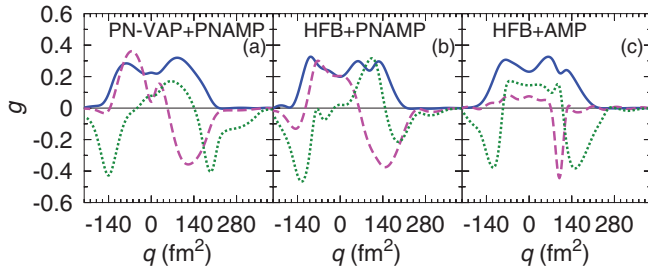 PN-VAP+PNAMP HFB+PNAMP HFB+AMP
(a) (b) (c)
0.6
0.4
0.2
0
-0.2
-0.4
-0.6
g
-140 0 140 280 -140 0 140 280 -140 0 140 280
q (fm²) q (fm²) q (fm²)